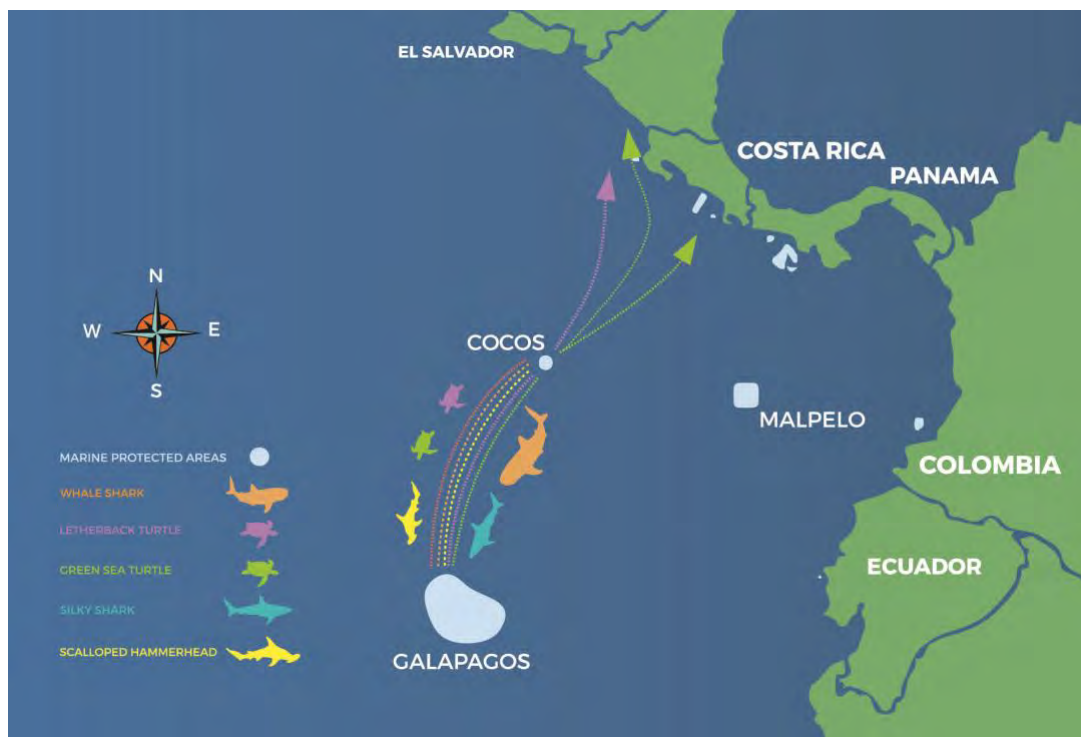 EL SALVADOR
COSTA RICA
PANAMA
N
W
E
S
COCOS
MALPELO
MARINE PROTECTED AREAS
COLOMBIA
WHALE SHARK
LETHERBACK TURTLE
GREEN SEA TURTLE
ECUADOR
SILKY SHARK
SCALLOPED HAMMERHEAD
GALAPAGOS